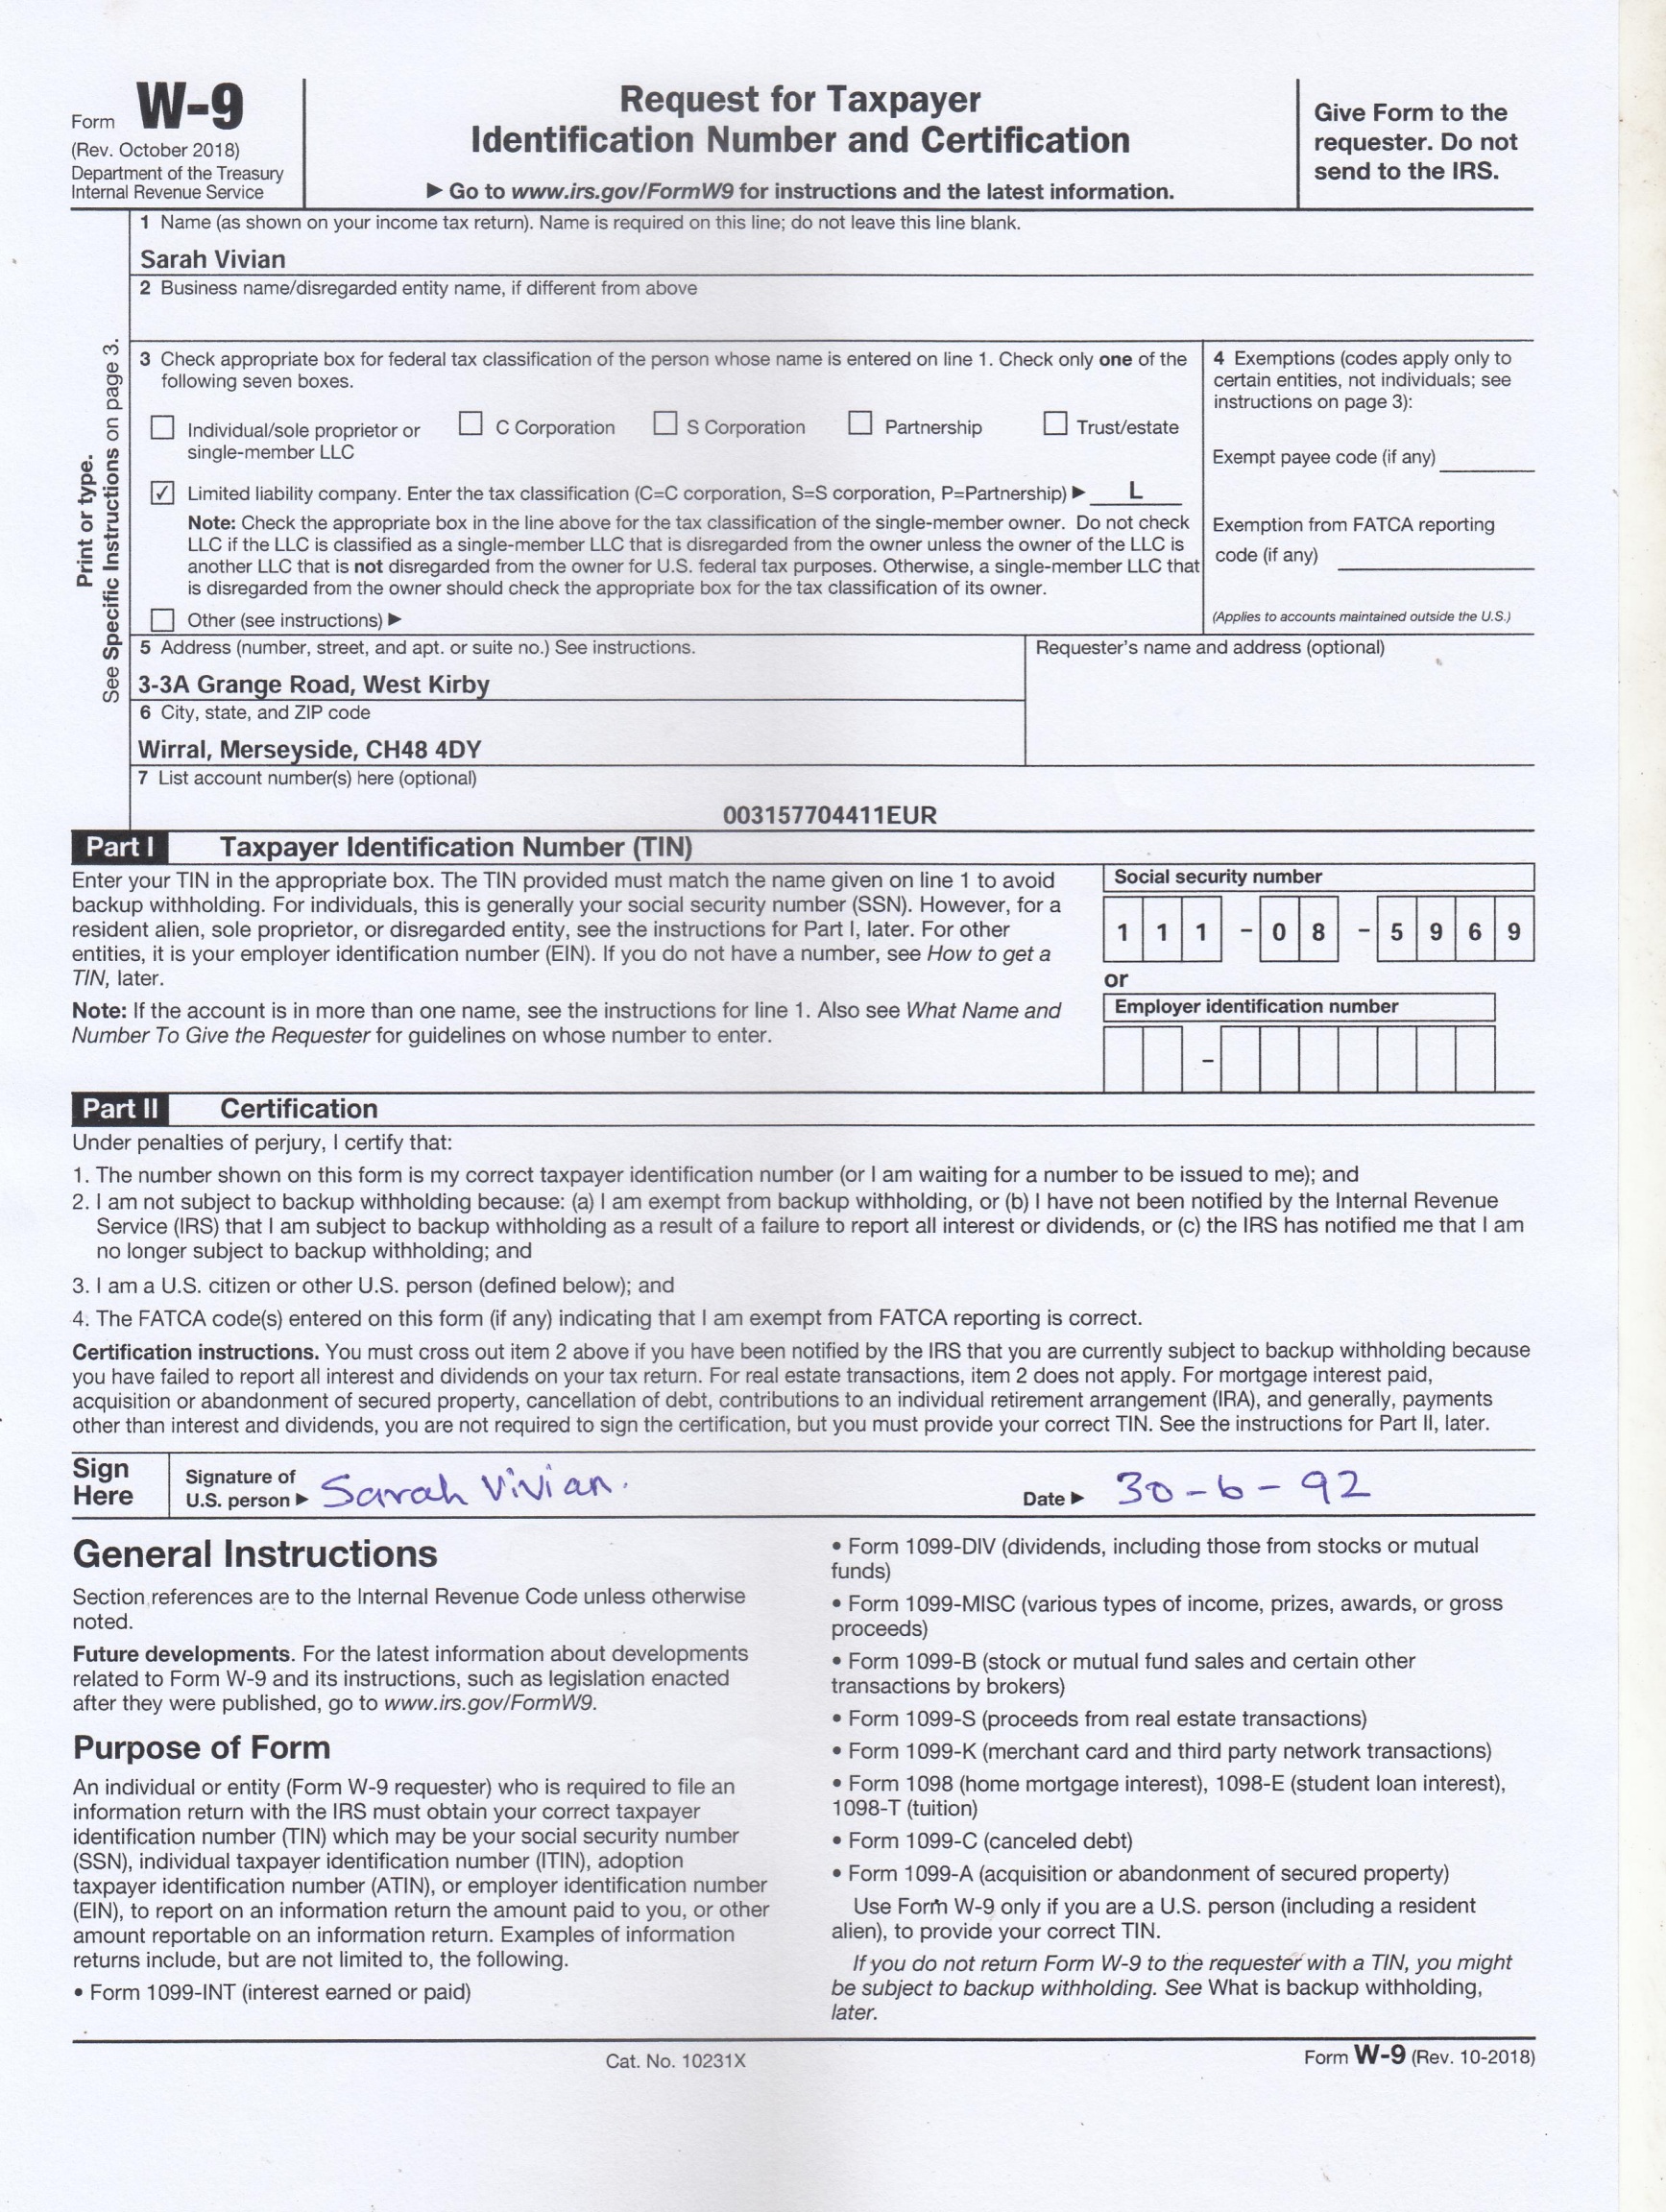 Form W-9
(Rev. October 2018)
Department of the Treasury
Internal Revenue Service
Request for Taxpayer
Identification Number and Certification
▶ Go to www.irs.gov/FormW9 for instructions and the latest information.
Give Form to the
requester. Do not
send to the IRS.
Print or type.
See Specific Instructions on page 3.
1 Name (as shown on your income tax return). Name is required on this line; do not leave this line blank.
Sarah Vivian
2 Business name/disregarded entity name, if different from above
3 Check appropriate box for federal tax classification of the person whose name is entered on line 1. Check only one of the
following seven boxes.
Individual/sole proprietor or
single-member LLC
C Corporation
S Corporation
Partnership
Trust/estate
✓ Limited liability company. Enter the tax classification (C=C corporation, S=S corporation, P=Partnership) ▶ L
Note: Check the appropriate box in the line above for the tax classification of the single-member owner. Do not check
LLC if the LLC is classified as a single-member LLC that is disregarded from the owner unless the owner of the LLC is
another LLC that is not disregarded from the owner for U.S. federal tax purposes. Otherwise, a single-member LLC that
is disregarded from the owner should check the appropriate box for the tax classification of its owner.
Other (see instructions) ▶
4 Exemptions (codes apply only to
certain entities, not individuals; see
instructions on page 3):
Exempt payee code (if any)
Exemption from FATCA reporting
code (if any)
(Applies to accounts maintained outside the U.S.)
5 Address (number, street, and apt. or suite no.) See instructions.
3-3A Grange Road, West Kirby
6 City, state, and ZIP code
Wirral, Merseyside, CH48 4DY
Requester's name and address (optional)
7 List account number(s) here (optional)
003157704411EUR
Part I Taxpayer Identification Number (TIN)
Enter your TIN in the appropriate box. The TIN provided must match the name given on line 1 to avoid
backup withholding. For individuals, this is generally your social security number (SSN). However, for a
resident alien, sole proprietor, or disregarded entity, see the instructions for Part I, later. For other
entities, it is your employer identification number (EIN). If you do not have a number, see How to get a
TIN, later.
Note: If the account is in more than one name, see the instructions for line 1. Also see What Name and
Number To Give the Requester for guidelines on whose number to enter.
Social security number
1 1 1 - 0 8 - 5 9 6 9
or
Employer identification number
-
Part II Certification
Under penalties of perjury, I certify that:
1. The number shown on this form is my correct taxpayer identification number (or I am waiting for a number to be issued to me); and
2. I am not subject to backup withholding because: (a) I am exempt from backup withholding, or (b) I have not been notified by the Internal Revenue
Service (IRS) that I am subject to backup withholding as a result of a failure to report all interest or dividends, or (c) the IRS has notified me that I am
no longer subject to backup withholding; and
3. I am a U.S. citizen or other U.S. person (defined below); and
4. The FATCA code(s) entered on this form (if any) indicating that I am exempt from FATCA reporting is correct.
Certification instructions. You must cross out item 2 above if you have been notified by the IRS that you are currently subject to backup withholding because
you have failed to report all interest and dividends on your tax return. For real estate transactions, item 2 does not apply. For mortgage interest paid,
acquisition or abandonment of secured property, cancellation of debt, contributions to an individual retirement arrangement (IRA), and generally, payments
other than interest and dividends, you are not required to sign the certification, but you must provide your correct TIN. See the instructions for Part II, later.
Sign
Here
Signature of
U.S. person ▶ Sarah Vivian.
Date ▶ 30-6-92
General Instructions
Section references are to the Internal Revenue Code unless otherwise
noted.
Future developments. For the latest information about developments
related to Form W-9 and its instructions, such as legislation enacted
after they were published, go to www.irs.gov/FormW9.
Purpose of Form
An individual or entity (Form W-9 requester) who is required to file an
information return with the IRS must obtain your correct taxpayer
identification number (TIN) which may be your social security number
(SSN), individual taxpayer identification number (ITIN), adoption
taxpayer identification number (ATIN), or employer identification number
(EIN), to report on an information return the amount paid to you, or other
amount reportable on an information return. Examples of information
returns include, but are not limited to, the following.
• Form 1099-INT (interest earned or paid)
• Form 1099-DIV (dividends, including those from stocks or mutual
funds)
• Form 1099-MISC (various types of income, prizes, awards, or gross
proceeds)
• Form 1099-B (stock or mutual fund sales and certain other
transactions by brokers)
• Form 1099-S (proceeds from real estate transactions)
• Form 1099-K (merchant card and third party network transactions)
• Form 1098 (home mortgage interest), 1098-E (student loan interest),
1098-T (tuition)
• Form 1099-C (canceled debt)
• Form 1099-A (acquisition or abandonment of secured property)
Use Form W-9 only if you are a U.S. person (including a resident
alien), to provide your correct TIN.
If you do not return Form W-9 to the requester with a TIN, you might
be subject to backup withholding. See What is backup withholding,
later.
Cat. No. 10231X
Form W-9 (Rev. 10-2018)